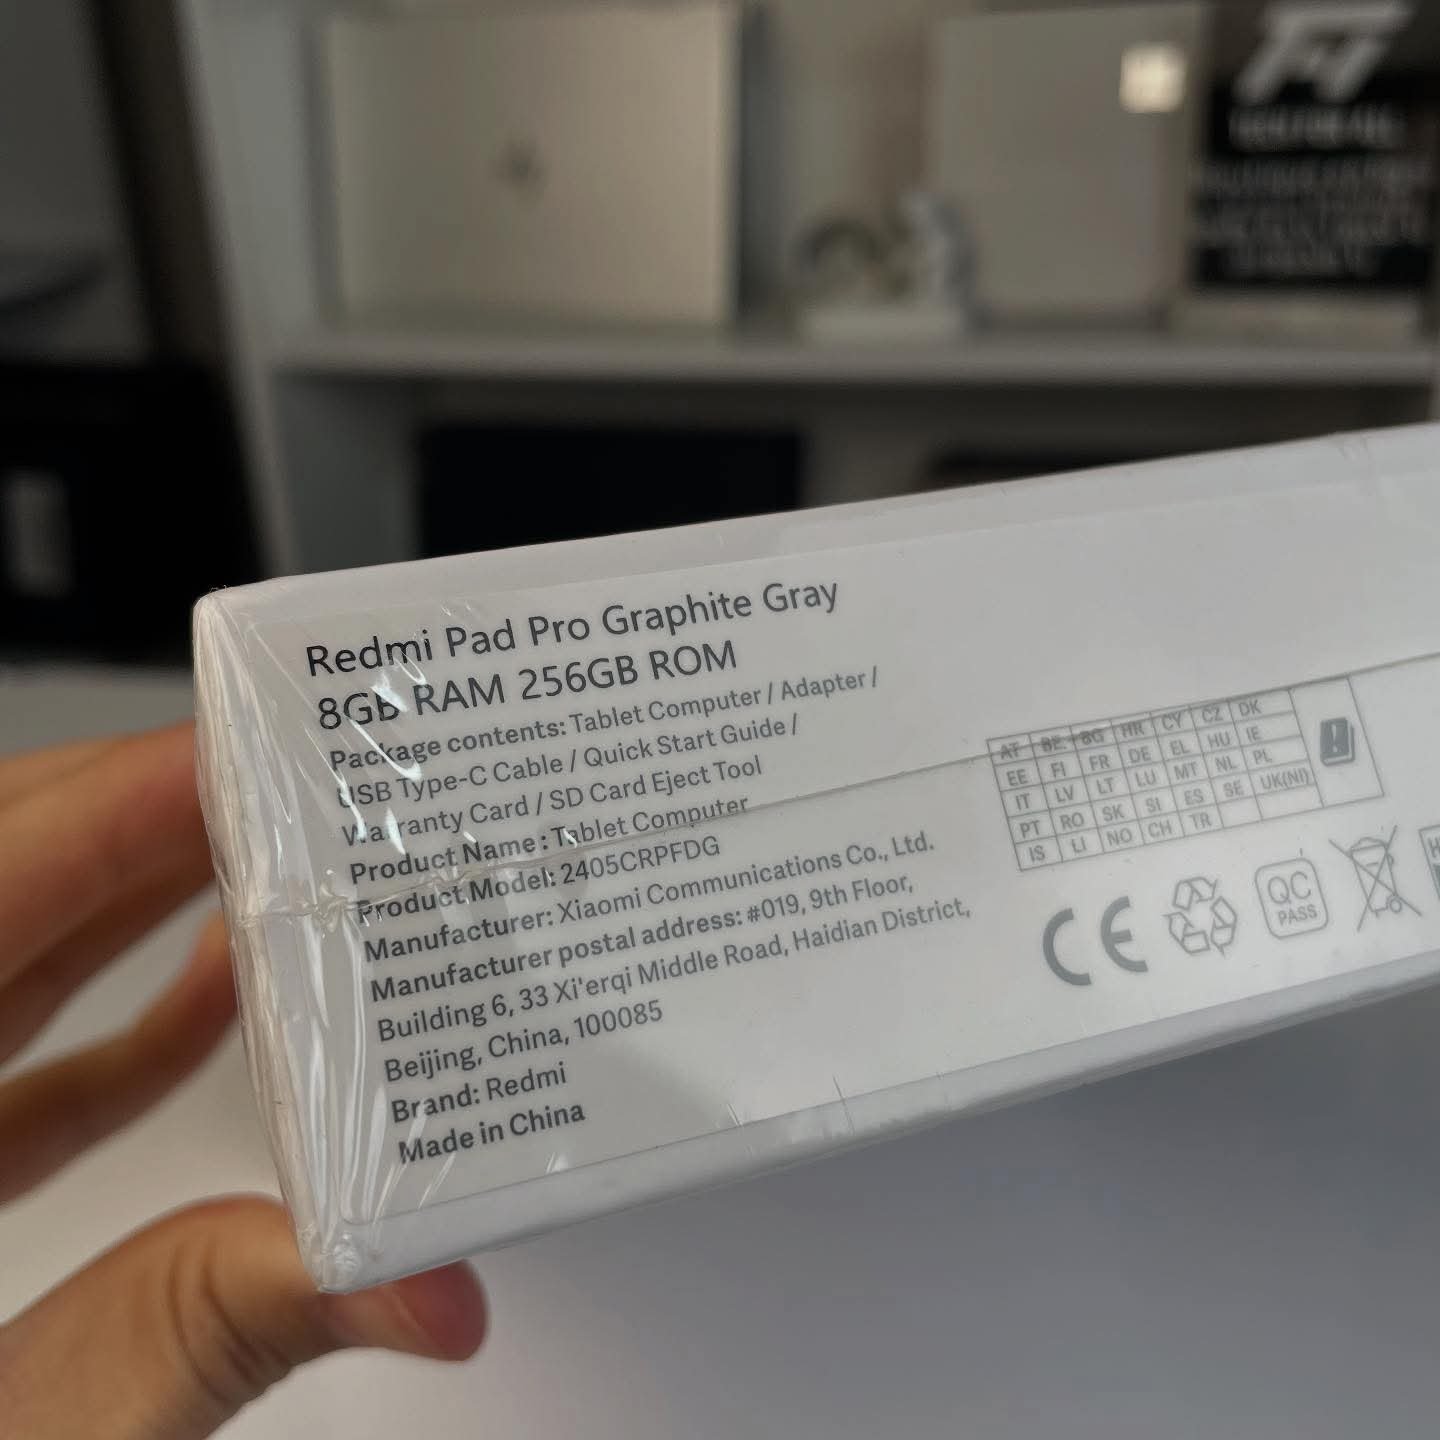 Redmi Pad Pro Graphite Gray
8GB RAM 256GB ROM
Package contents: Tablet Computer / Adapter /
USB Type-C Cable / Quick Start Guide /
Warranty Card / SD Card Eject Tool
Product Name: Tablet Computer
Product Model: 2405CRPFDG
Manufacturer: Xiaomi Communications Co., Ltd.
Manufacturer postal address: #019, 9th Floor,
Building 6, 33 Xi'erqi Middle Road, Haidian District,
Beijing, China, 100085
Brand: Redmi
Made in China
AT BE BG HR CY CZ DK
EE FI FR DE EL HU IE
IT LV LT LU MT NL PL
PT RO SK SI ES SE UK(NI)
IS LI NO CH TR
CE
QC
PASS